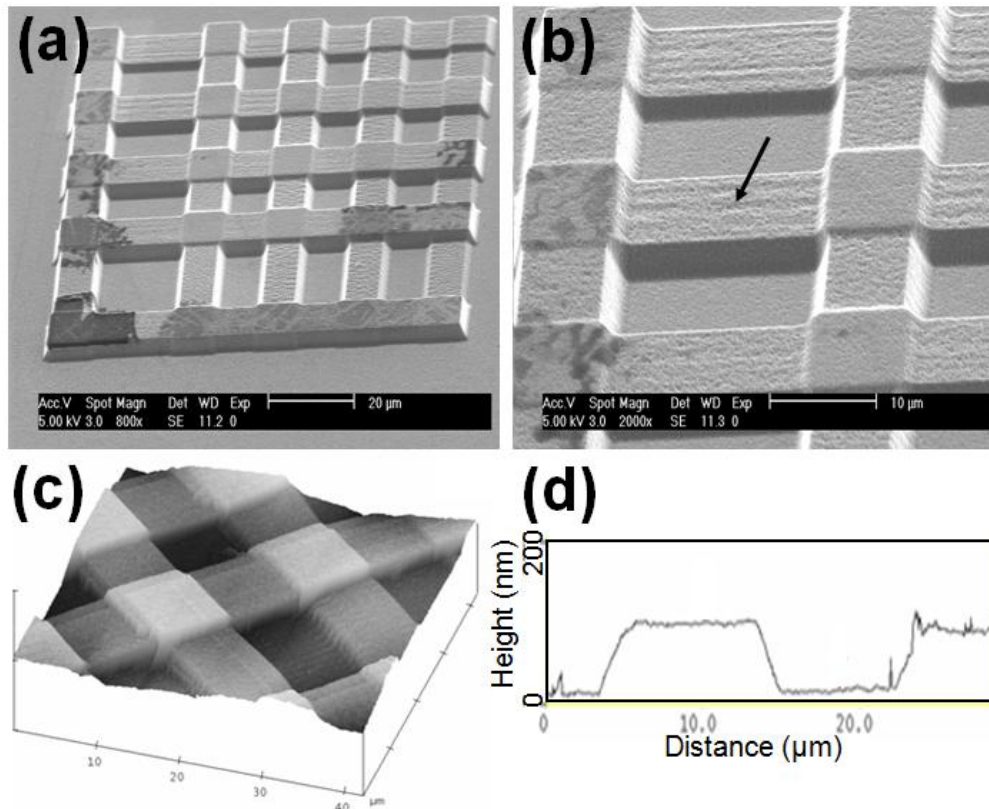 (a)
Acc.V Spot Magn Det WD Exp
5.00 kV 3.0 800x SE 11.2 0
20 µm
(b)
Acc.V Spot Magn Det WD Exp
5.00 kV 3.0 2000x SE 11.3 0
10 µm
(c)
10
20
30
40
µm
(d)
Height (nm)
200
0
0
10.0
20.0
Distance (µm)